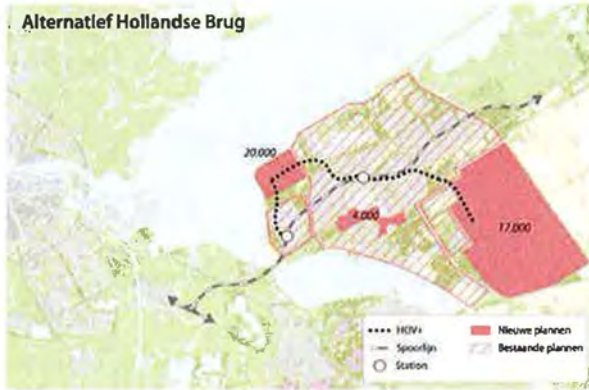 Alternatief Hollandse Brug
20.000
4.000
17.000
HOV+
Spoorlijn
Station
Nieuwe plannen
Bestaande plannen